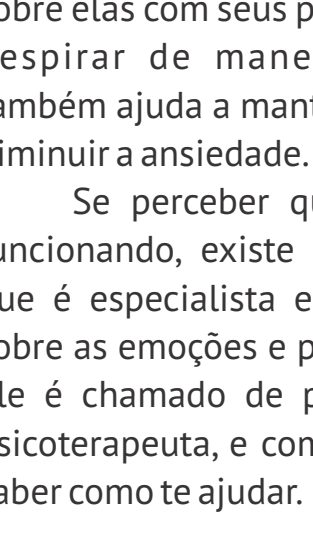 obre elas com seus p
espirar de mane
ambém ajuda a mant
iminuir a ansiedade.
Se perceber qu
uncionando, existe
ue é especialista e
obre as emoções e p
le é chamado de p
sicoterapeuta, e com
aber como te ajudar.